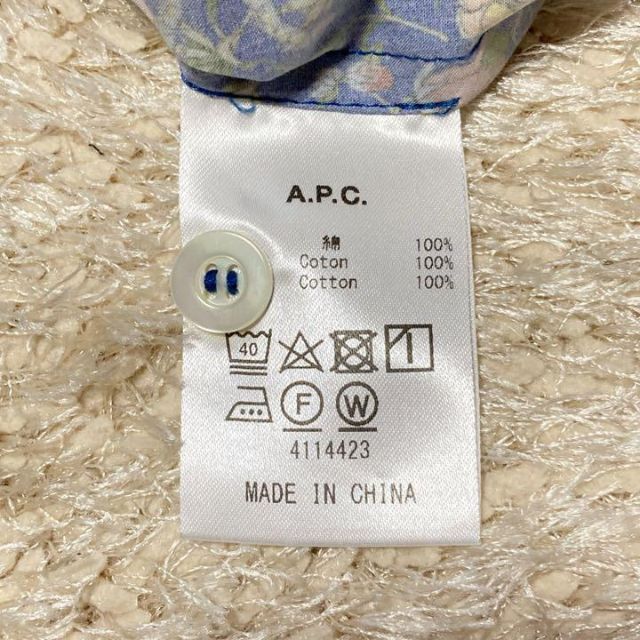 A.P.C.
綿 100%
Coton 100%
Cotton 100%
40
F W
4114423
MADE IN CHINA